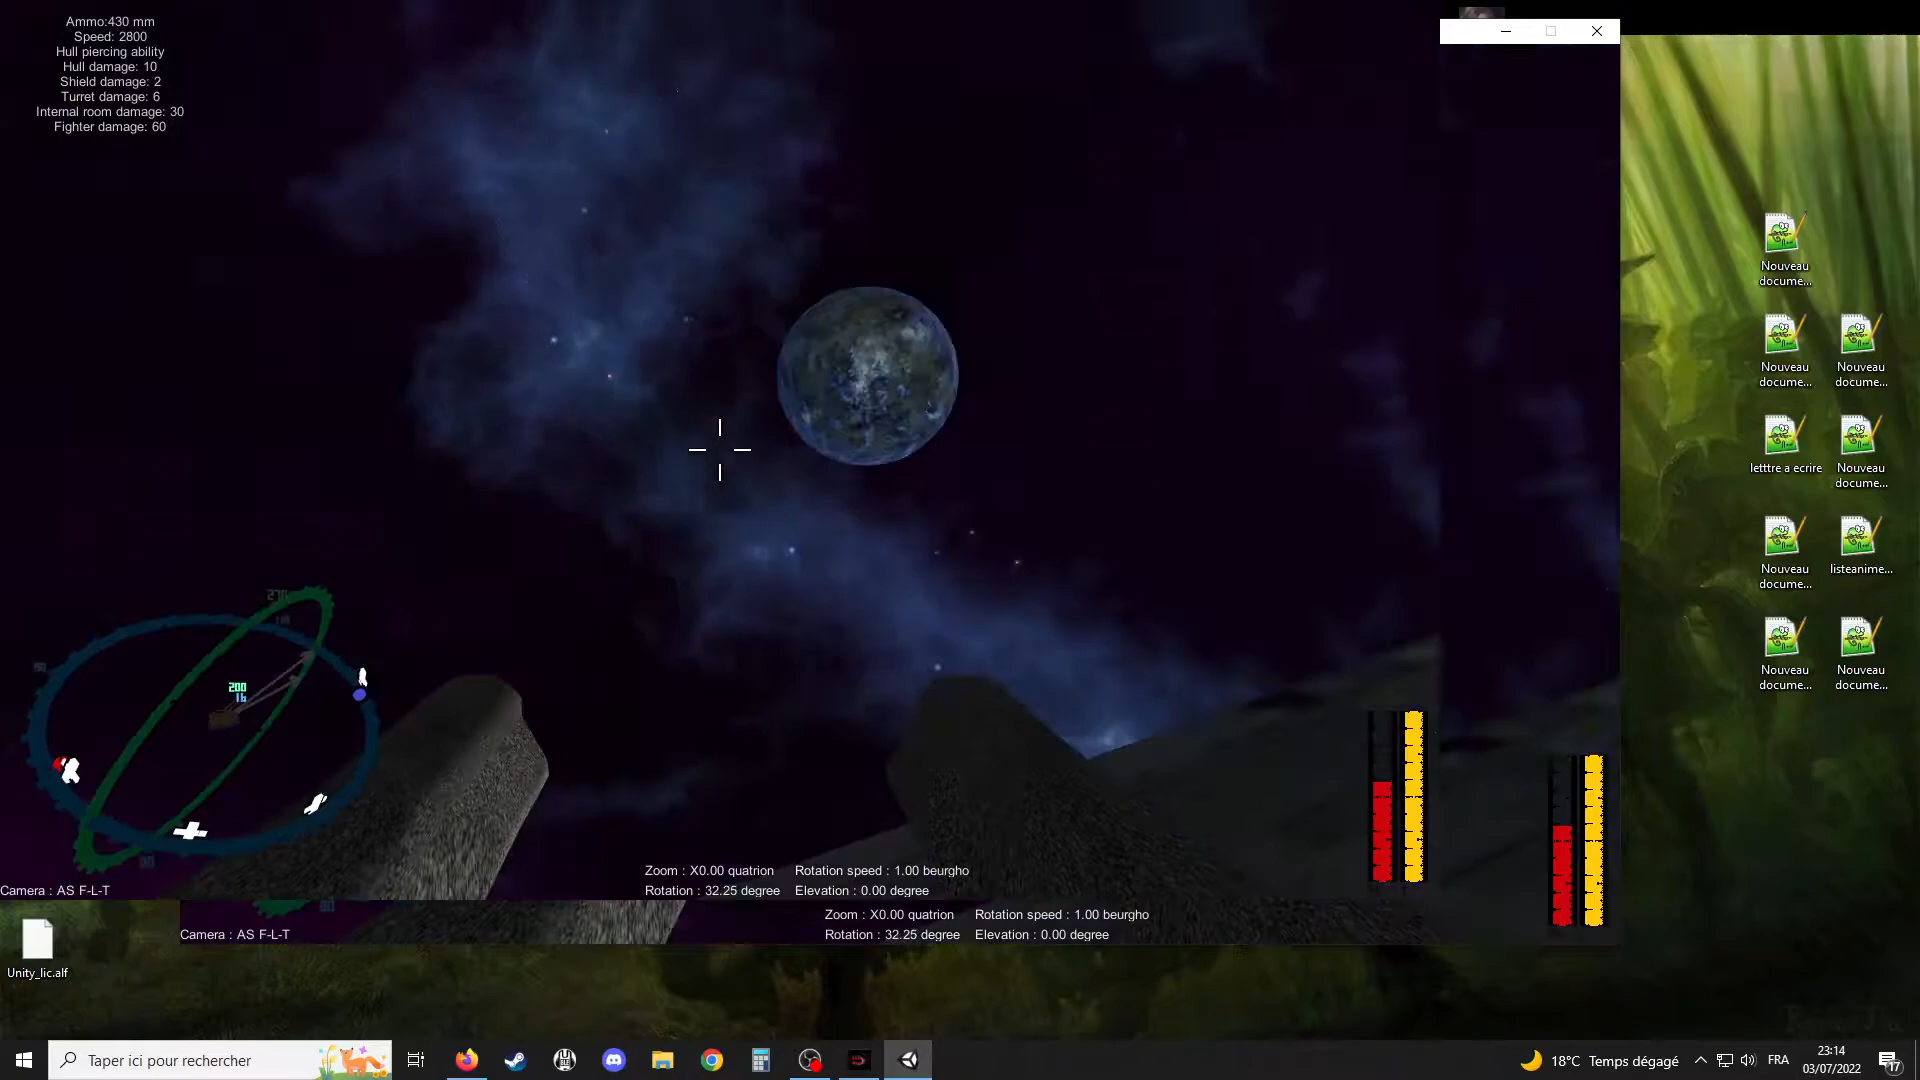 Ammo:430 mm
Speed: 2800
Hull piercing ability
Hull damage: 10
Shield damage: 2
Turret damage: 6
Internal room damage: 30
Fighter damage: 60
Nouveau
docume...
Nouveau
docume...
Nouveau
docume...
letttre a ecrire
Nouveau
docume...
Nouveau
docume...
listeanime...
Nouveau
docume...
Nouveau
docume...
270
200
Zoom : X0.00 quatrion
Rotation speed : 1.00 beurgho
Rotation : 32.25 degree
Elevation : 0.00 degree
Camera : AS F-L-T
Zoom : X0.00 quatrion
Rotation speed : 1.00 beurgho
Rotation : 32.25 degree
Elevation : 0.00 degree
Camera : AS F-L-T
Unity_lic.alf
Taper ici pour rechercher
18°C Temps dégagé
FRA
23:14
03/07/2022
17